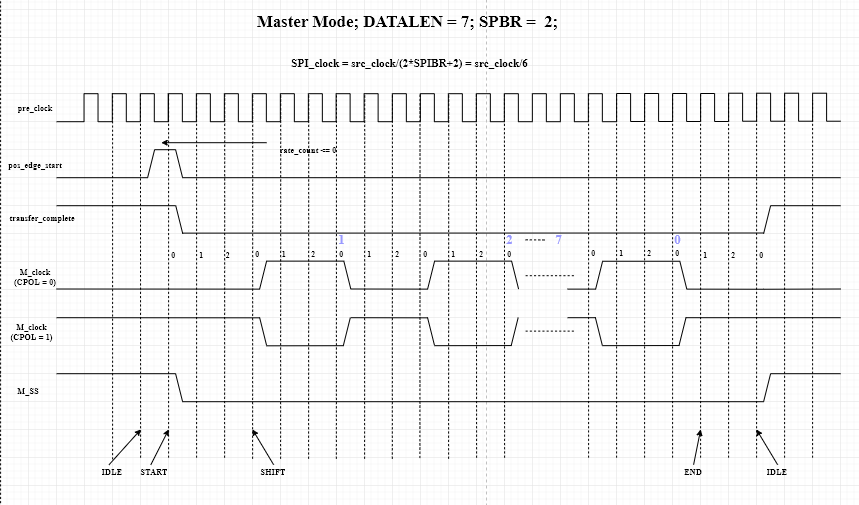 Master Mode; DATALEN = 7; SPBR = 2;
SPI_clock = src_clock/(2*SPIBR+2) = src_clock/6
pre_clock
rate_count <= 0
pos_edge_start
transfer_complete
1 2 ------ 7 0
0 1 2 0 1 2 0 1 2 0 1 2 0 0 1 2 0 1 2 0
M_clock
(CPOL = 0)
M_clock
(CPOL = 1)
M_SS
IDLE START SHIFT END IDLE